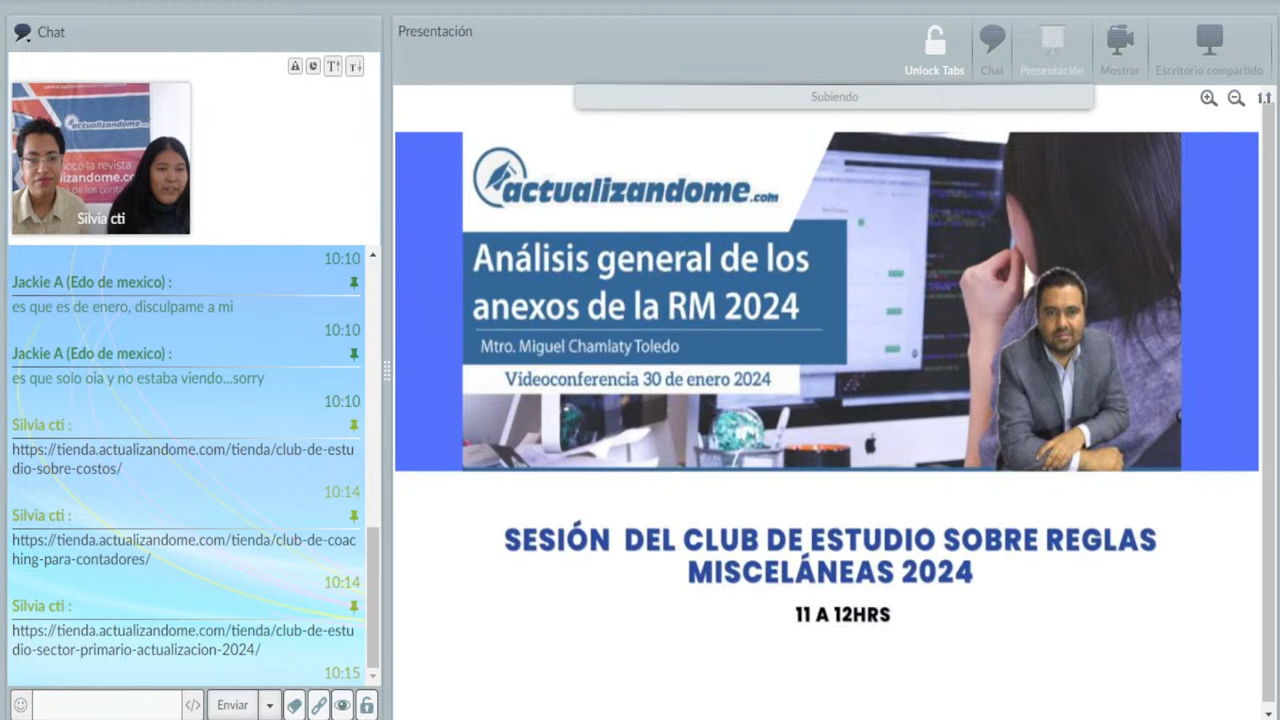 Chat
actualizandome
noce la revista
izandome.co
Silvia cti
10:10
Jackie A (Edo de mexico) :
es que es de enero, disculpame a mi
10:10
Jackie A (Edo de mexico) :
es que solo oia y no estaba viendo...sorry
10:10
Silvia cti :
https://tienda.actualizandome.com/tienda/club-de-estu
dio-sobre-costos/
10:14
Silvia cti :
https://tienda.actualizandome.com/tienda/club-de-coac
hing-para-contadores/
10:14
Silvia cti :
https://tienda.actualizandome.com/tienda/club-de-estu
dio-sector-primario-actualizacion-2024/
10:15
Enviar
Presentación
Unlock Tabs
Chat
Presentación
Mostrar
Escritorio compartido
Subiendo
1:1
actualizandome.com
Análisis general de los
anexos de la RM 2024
Mtro. Miguel Chamlaty Toledo
Videoconferencia 30 de enero 2024
SESIÓN DEL CLUB DE ESTUDIO SOBRE REGLAS
MISCELÁNEAS 2024
11 A 12HRS